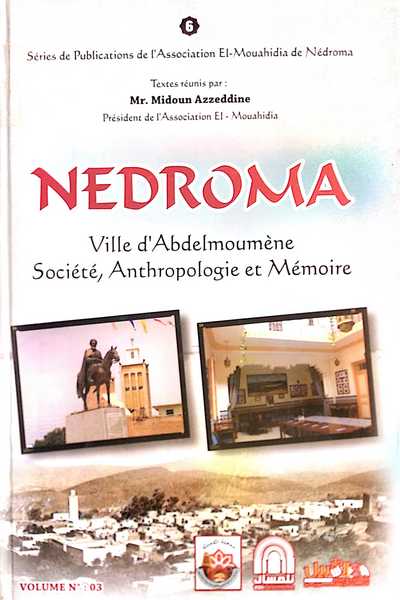 6
Séries de Publications de l'Association El-Mouahidia de Nédroma
Textes réunis par :
Mr. Midoun Azzeddine
Président de l'Association El - Mouahidia
NEDROMA
Ville d'Abdelmoumène
Société, Anthropologie et Mémoire
VOLUME N° : 03